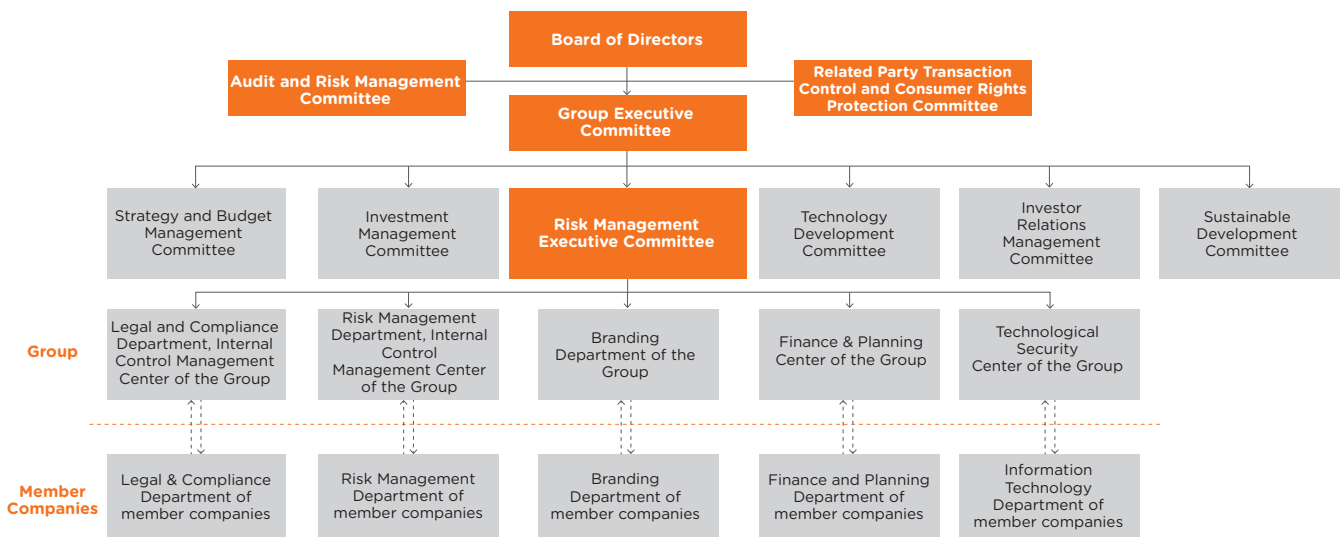 Board of Directors
Audit and Risk Management
Committee
Related Party Transaction
Control and Consumer Rights
Protection Committee
Group Executive
Committee
Strategy and Budget
Management
Committee
Investment
Management
Committee
Risk Management
Executive Committee
Technology
Development
Committee
Investor
Relations
Management
Committee
Sustainable
Development
Committee
Group
Legal and Compliance
Department, Internal
Control Management
Center of the Group
Risk Management
Department, Internal
Control
Management Center
of the Group
Branding
Department of the
Group
Finance & Planning
Center of the Group
Technological
Security
Center of the Group
Member
Companies
Legal & Compliance
Department of
member companies
Risk Management
Department of
member companies
Branding
Department of
member companies
Finance and Planning
Department of
member companies
Information
Technology
Department of
member companies